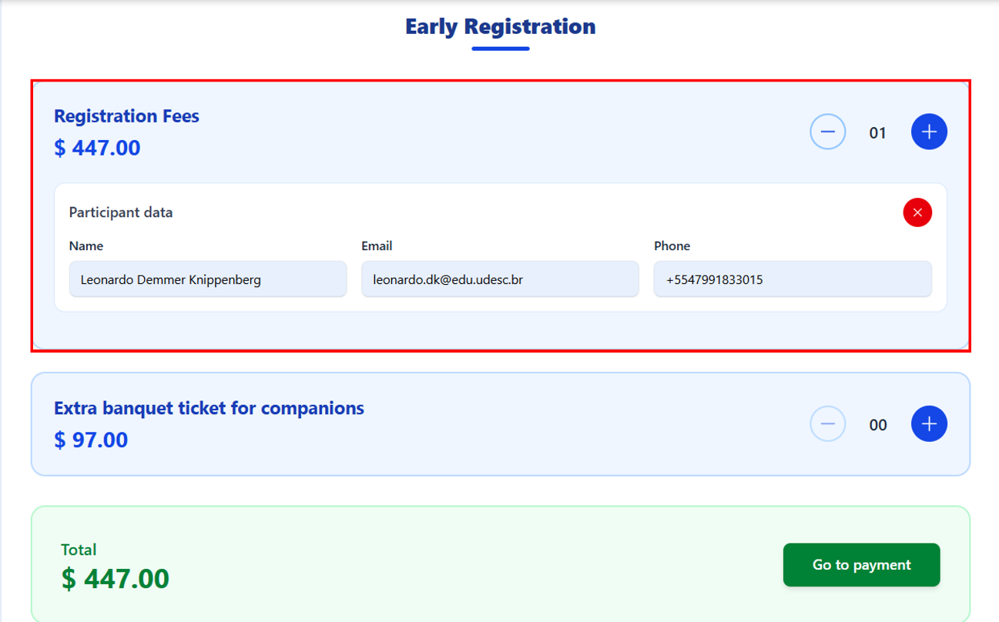 Early Registration
Registration Fees
$ 447.00
01
Participant data
Name Email Phone
Leonardo Demmer Knippenberg leonardo.dk@edu.udesc.br +5547991833015
Extra banquet ticket for companions
$ 97.00
00
Total
$ 447.00
Go to payment